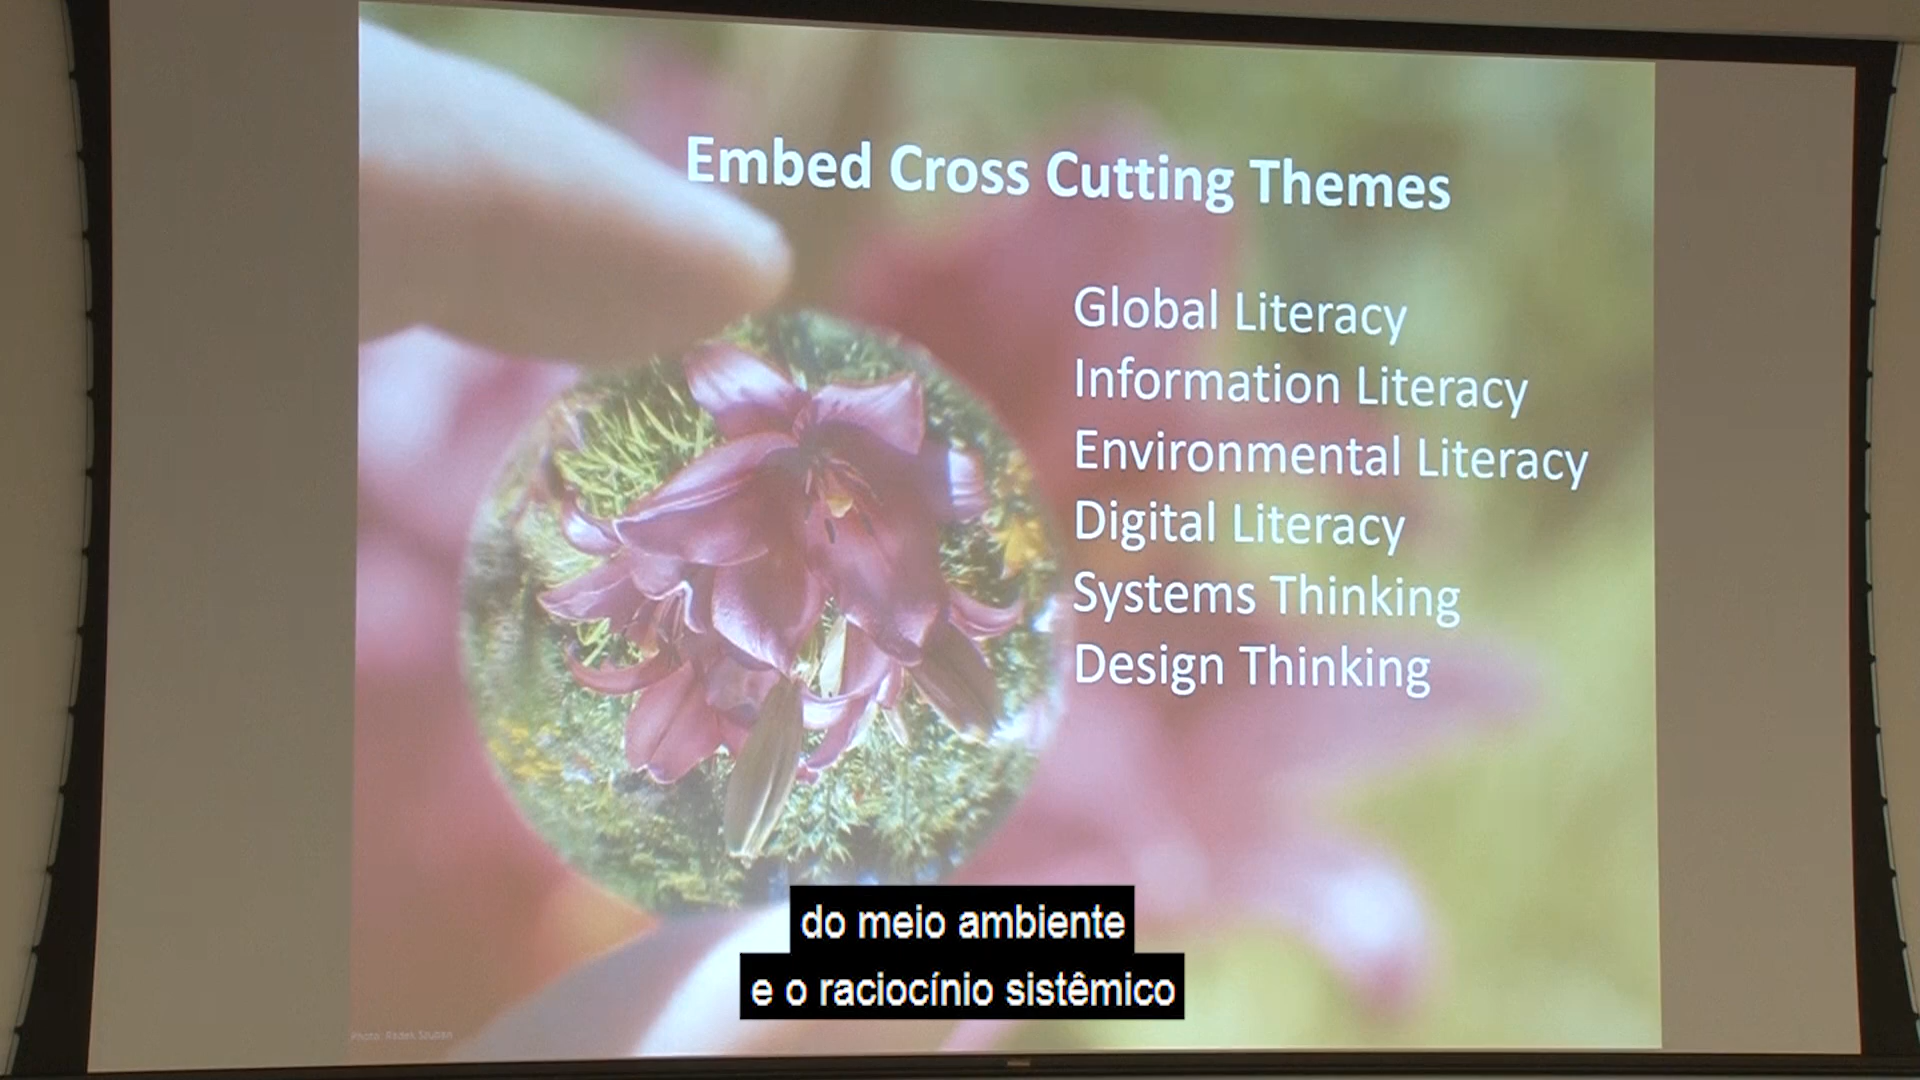 Embed Cross Cutting Themes
Global Literacy
Information Literacy
Environmental Literacy
Digital Literacy
Systems Thinking
Design Thinking
do meio ambiente
e o raciocínio sistêmico